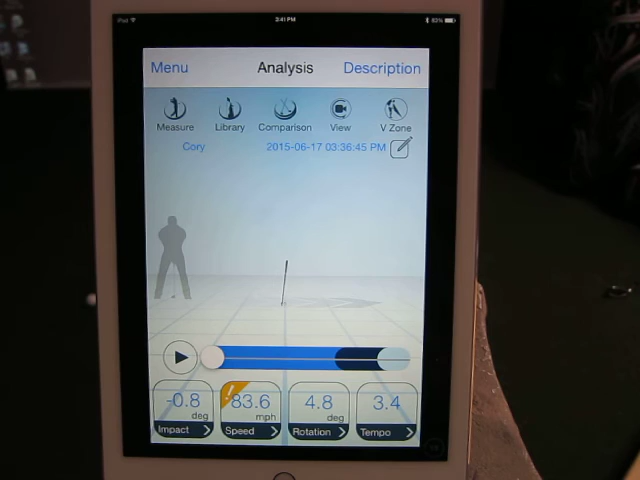 iPad 3:41 PM 83%
Menu Analysis Description
Measure Library Comparison View V Zone
Cory 2015-06-17 03:36:45 PM
-0.8 83.6 4.8 3.4
deg mph deg
Impact Speed Rotation Tempo